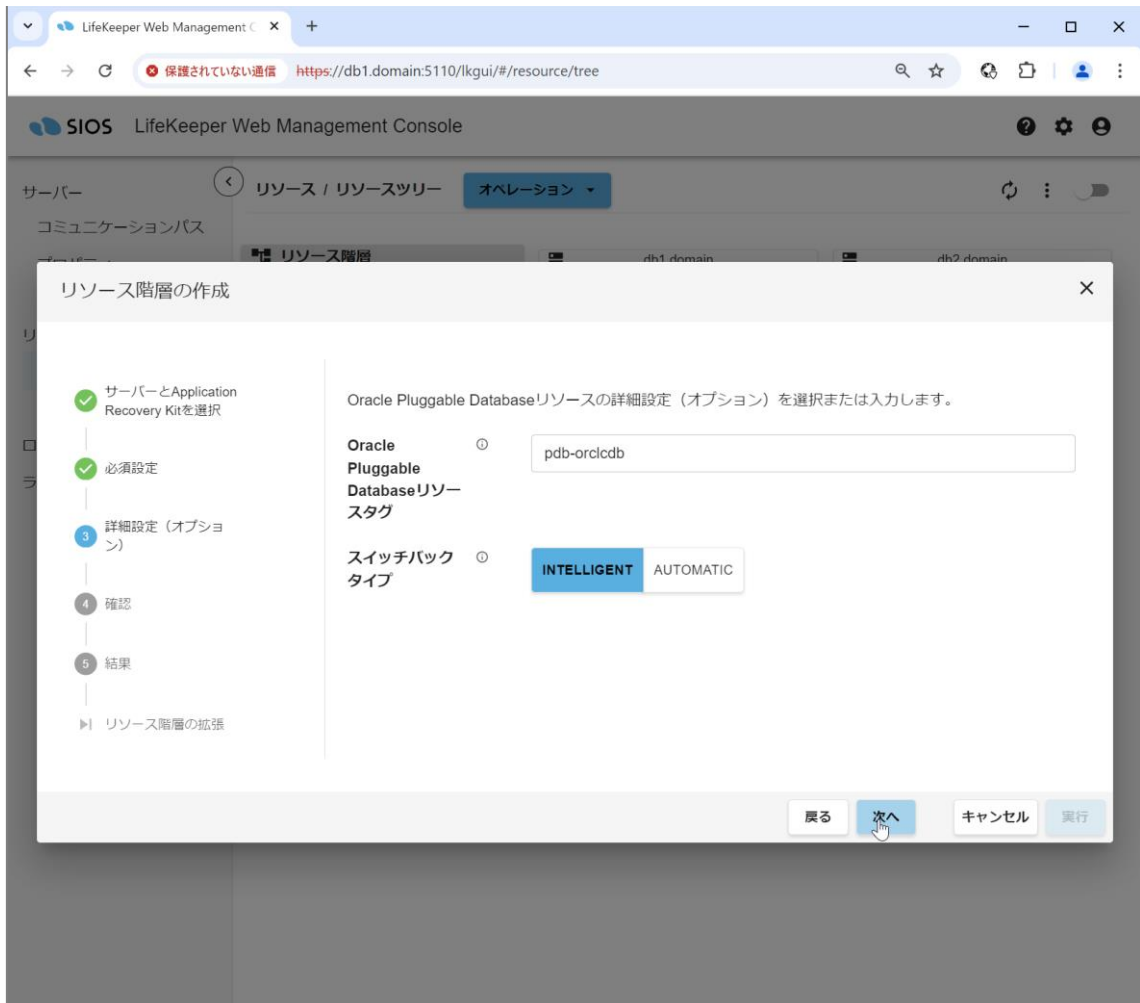 LifeKeeper Web Management C
保護されていない通信 https://db1.domain:5110/lkgui/#/resource/tree
SIOS LifeKeeper Web Management Console
サーバー
コミュニケーションパス
リソース / リソースツリー
オペレーション
リソース階層
db1.domain
db2.domain
リソース階層の作成
サーバーとApplication
Recovery Kitを選択
必須設定
3 詳細設定（オプショ
ン）
4 確認
5 結果
リソース階層の拡張
Oracle Pluggable Databaseリソースの詳細設定（オプション）を選択または入力します。
Oracle
Pluggable
Databaseリソー
スタグ
pdb-orclcdb
スイッチバック
タイプ
INTELLIGENT AUTOMATIC
戻る 次へ キャンセル 実行